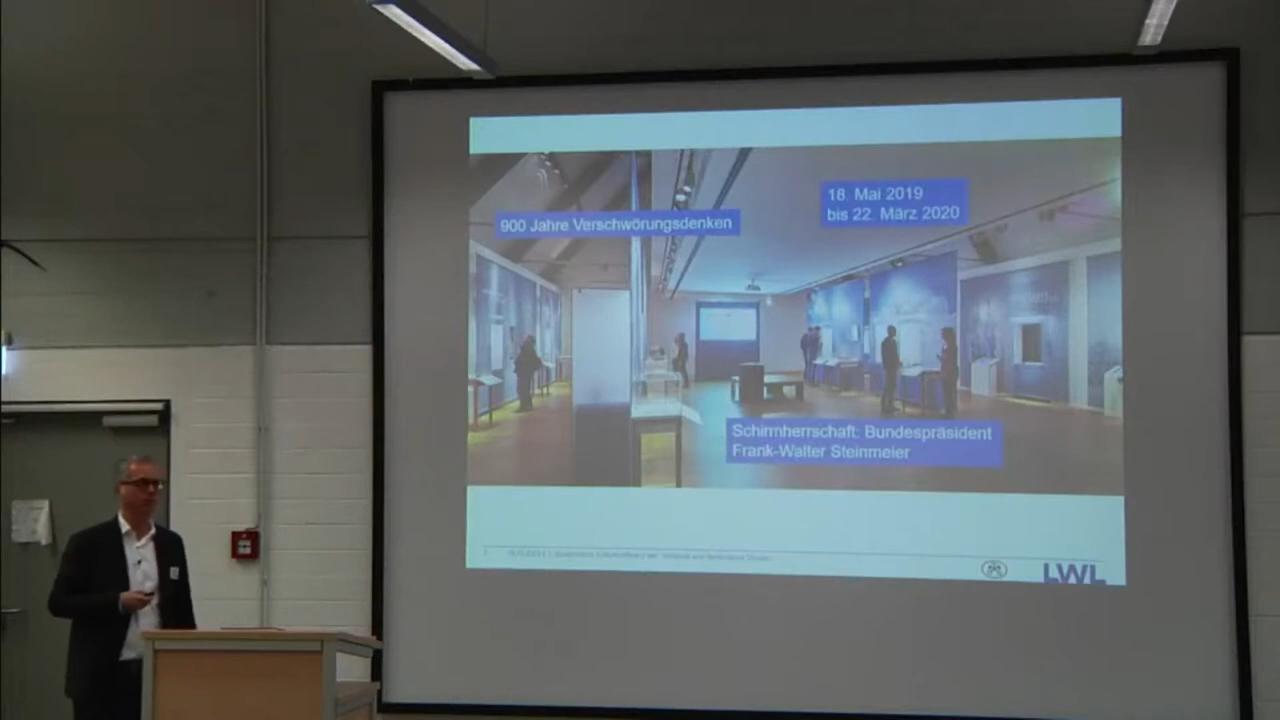 900 Jahre Verschwörungsdenken
18. Mai 2019
bis 22. März 2020
Schirmherrschaft: Bundespräsident
Frank-Walter Steinmeier
LWL